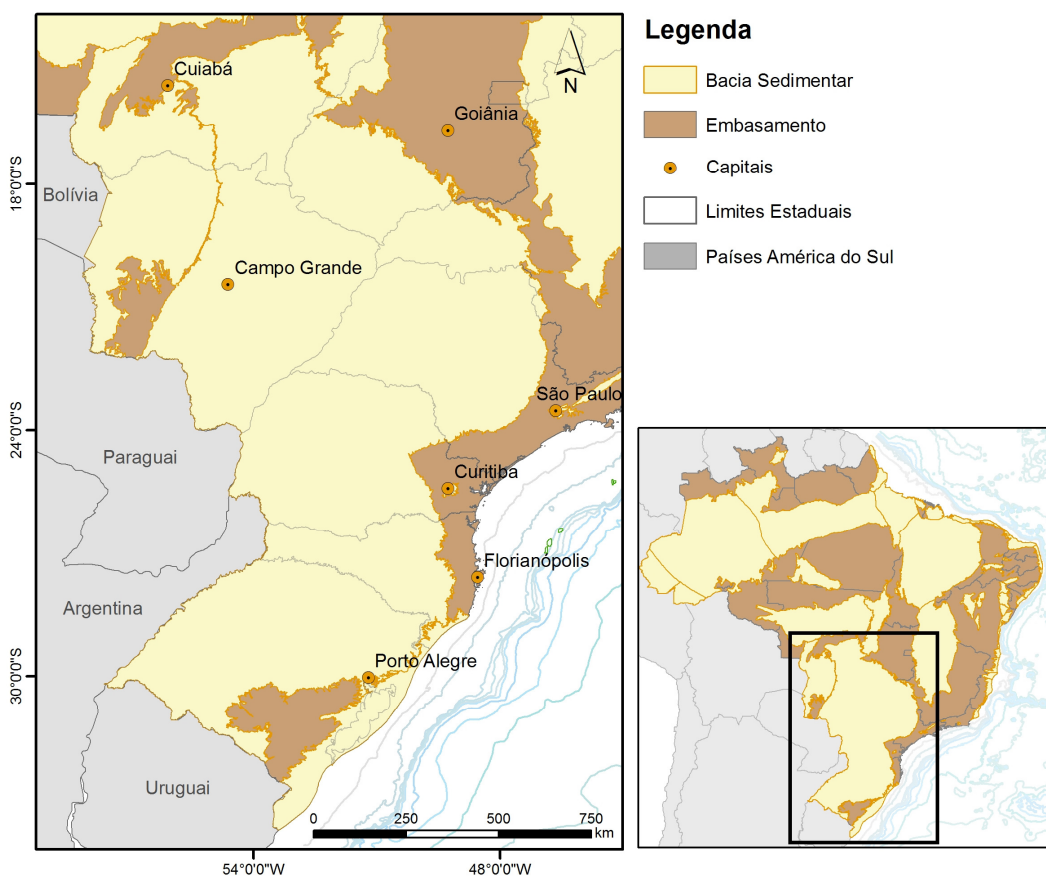 Cuiabá
Goiânia
N
18°0'0"S
Bolívia
Campo Grande
São Paulo
24°0'0"S
Paraguai
Curitiba
Florianópolis
Argentina
Porto Alegre
30°0'0"S
Uruguai
0 250 500 750
km
54°0'0"W 48°0'0"W
Legenda
Bacia Sedimentar
Embasamento
Capitais
Limites Estaduais
Países América do Sul